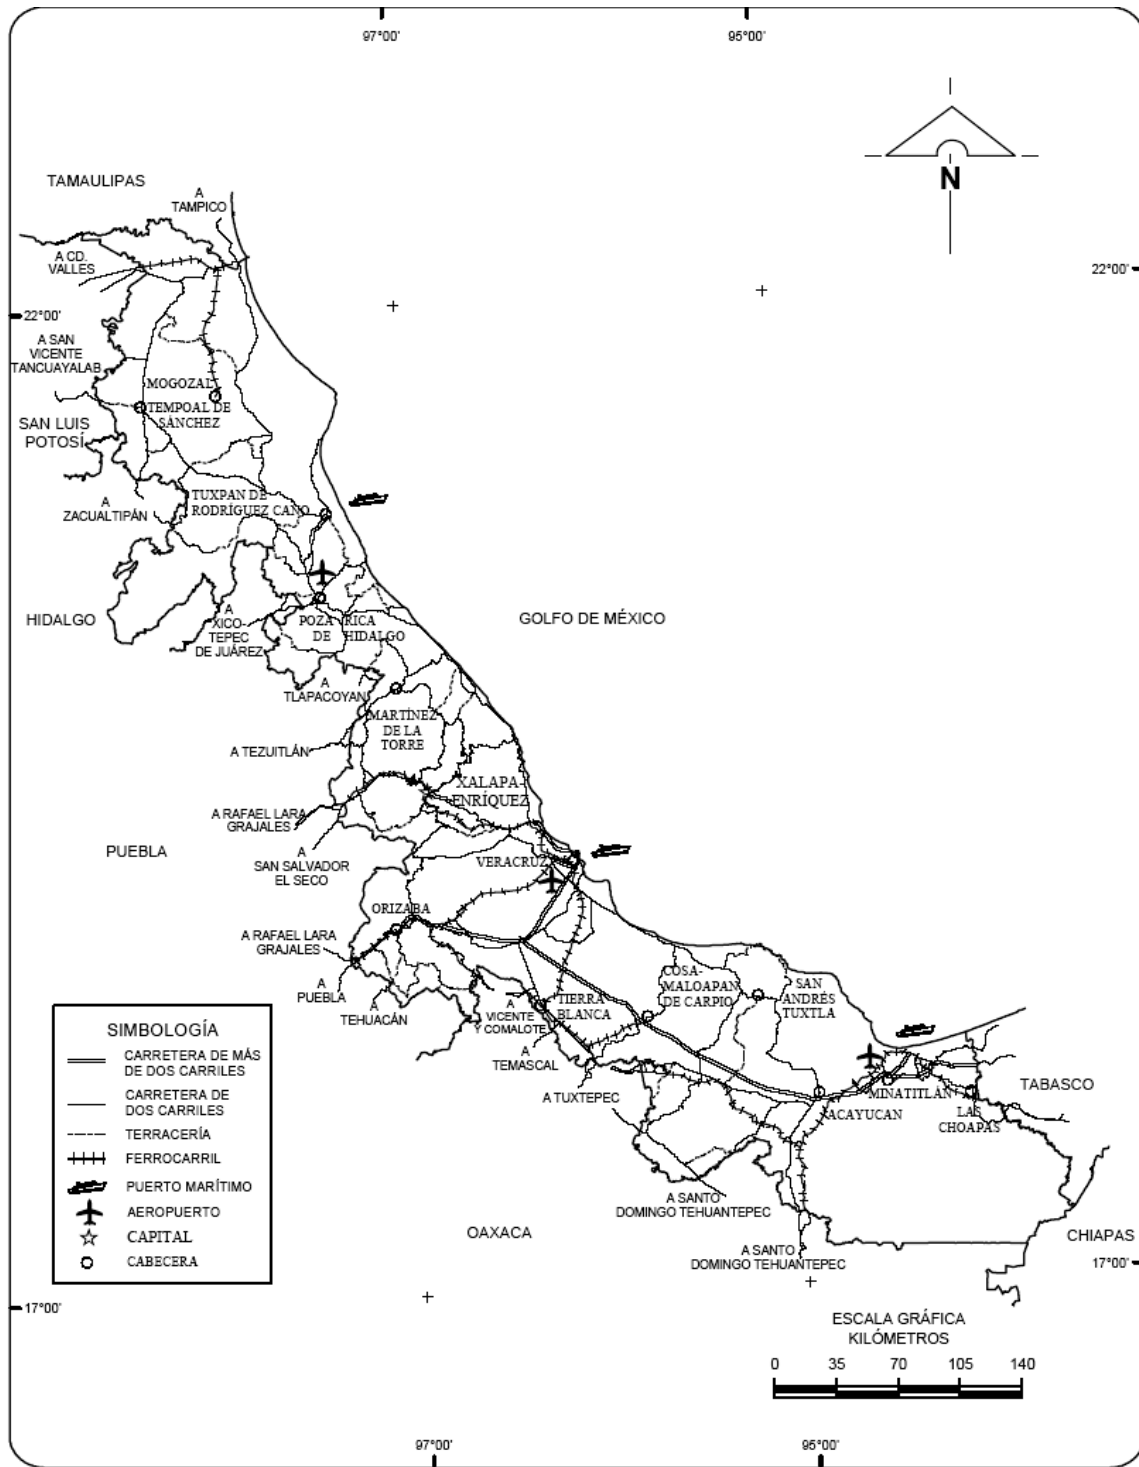 97°00'
95°00'
N
TAMAULIPAS
A
TAMPICO
A CD.
VALLES
22°00'
22°00'
A SAN
VICENTE
TANCUAYALAB
MOGOZAL
TEMPOAL DE
SÁNCHEZ
SAN LUIS
POTOSÍ
A
ZACUALTIPÁN
TUXPAN DE
RODRÍGUEZ CANO
HIDALGO
A
XICO-
TEPEC
DE JUÁREZ
POZA RICA
DE HIDALGO
GOLFO DE MÉXICO
A
TLAPACOYAN
MARTÍNEZ
DE LA
TORRE
A TEZUITLÁN
XALAPA-
ENRÍQUEZ
A RAFAEL LARA
GRAJALES
PUEBLA
A
SAN SALVADOR
EL SECO
VERACRUZ
ORIZABA
A RAFAEL LARA
GRAJALES
A
PUEBLA
A
TEHUACÁN
A
VICENTE
Y COMALOTE
TIERRA
BLANCA
COSA-
MALOAPAN
DE CARPIO
SAN
ANDRÉS
TUXTLA
A
TEMASCAL
A TUXTEPEC
ACAYUCAN
MINATITLÁN
LAS
CHOAPAS
TABASCO
A SANTO
DOMINGO TEHUANTEPEC
A SANTO
DOMINGO TEHUANTEPEC
OAXACA
CHIAPAS
17°00'
17°00'
SIMBOLOGÍA
CARRETERA DE MÁS
DE DOS CARRILES
CARRETERA DE
DOS CARRILES
TERRACERÍA
FERROCARRIL
PUERTO MARÍTIMO
AEROPUERTO
CAPITAL
CABECERA
ESCALA GRÁFICA
KILÓMETROS
0 35 70 105 140
97°00'
95°00'